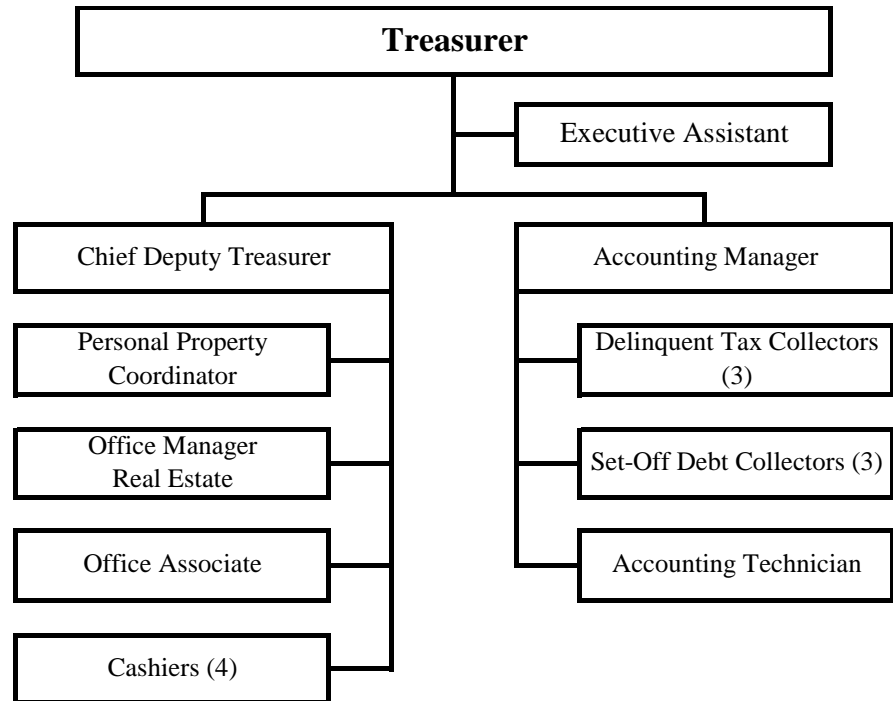 Treasurer
Executive Assistant
Chief Deputy Treasurer
Accounting Manager
Personal Property
Coordinator
Delinquent Tax Collectors
(3)
Office Manager
Real Estate
Set-Off Debt Collectors (3)
Office Associate
Accounting Technician
Cashiers (4)